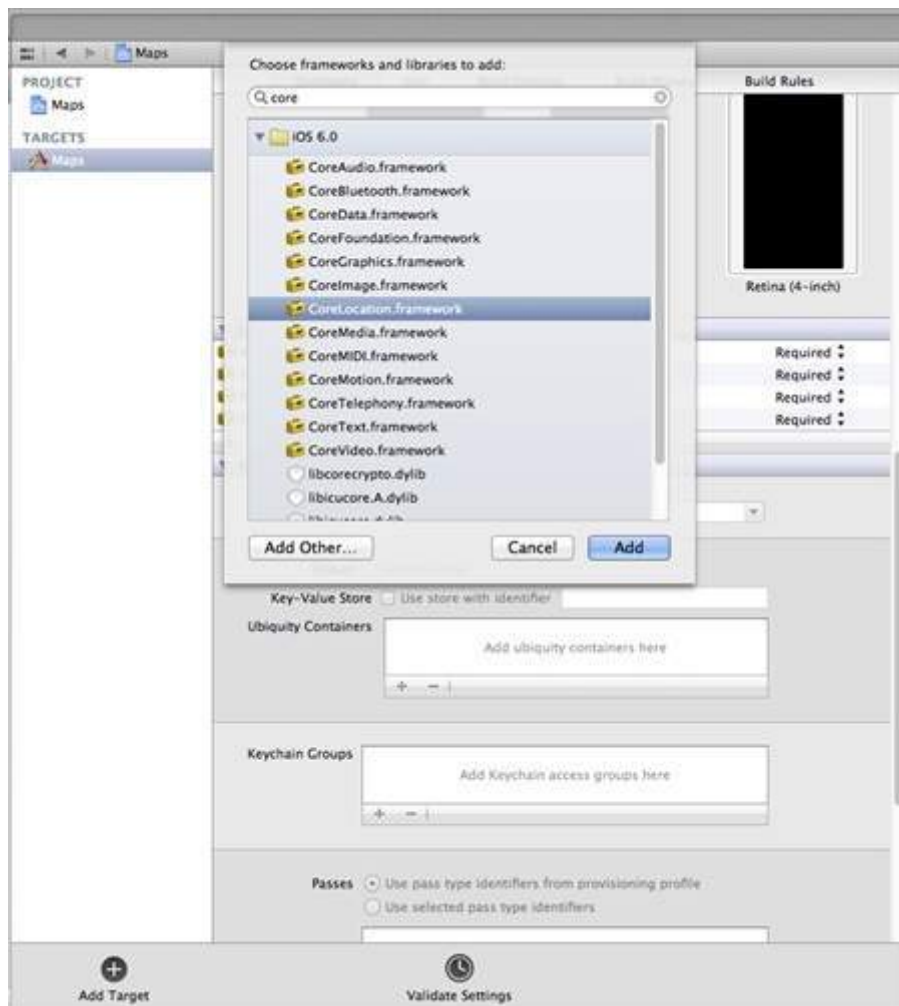 Maps
Choose frameworks and libraries to add:
core
PROJECT
Maps
TARGETS
Maps
Build Rules
iOS 6.0
CoreAudio.framework
CoreBluetooth.framework
CoreData.framework
CoreFoundation.framework
CoreGraphics.framework
CoreImage.framework
CoreLocation.framework
CoreMedia.framework
CoreMIDI.framework
CoreMotion.framework
CoreTelephony.framework
CoreText.framework
CoreVideo.framework
libcorecrypto.dylib
libicucore.A.dylib
Retina (4-inch)
Required
Required
Required
Required
Add Other...
Cancel
Add
Key-Value Store
Use store with identifier
Ubiquity Containers
Add ubiquity containers here
Keychain Groups
Add Keychain access groups here
Passes
Use pass type identifiers from provisioning profile
Use selected pass type identifiers
Add Target
Validate Settings